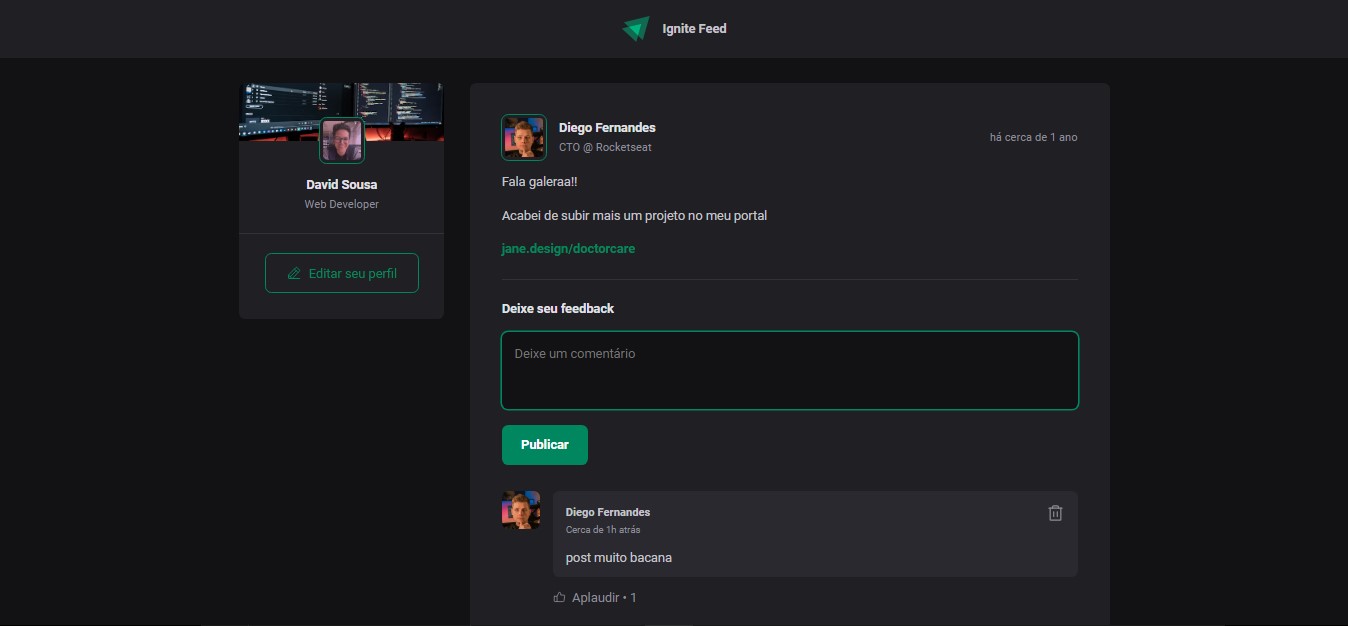 Ignite Feed
David Sousa
Web Developer
Editar seu perfil
Diego Fernandes
CTO @ Rocketseat
há cerca de 1 ano
Fala galeraa!!
Acabei de subir mais um projeto no meu portal
jane.design/doctorcare
Deixe seu feedback
Deixe um comentário
Publicar
Diego Fernandes
Cerca de 1h atrás
post muito bacana
Aplaudir • 1